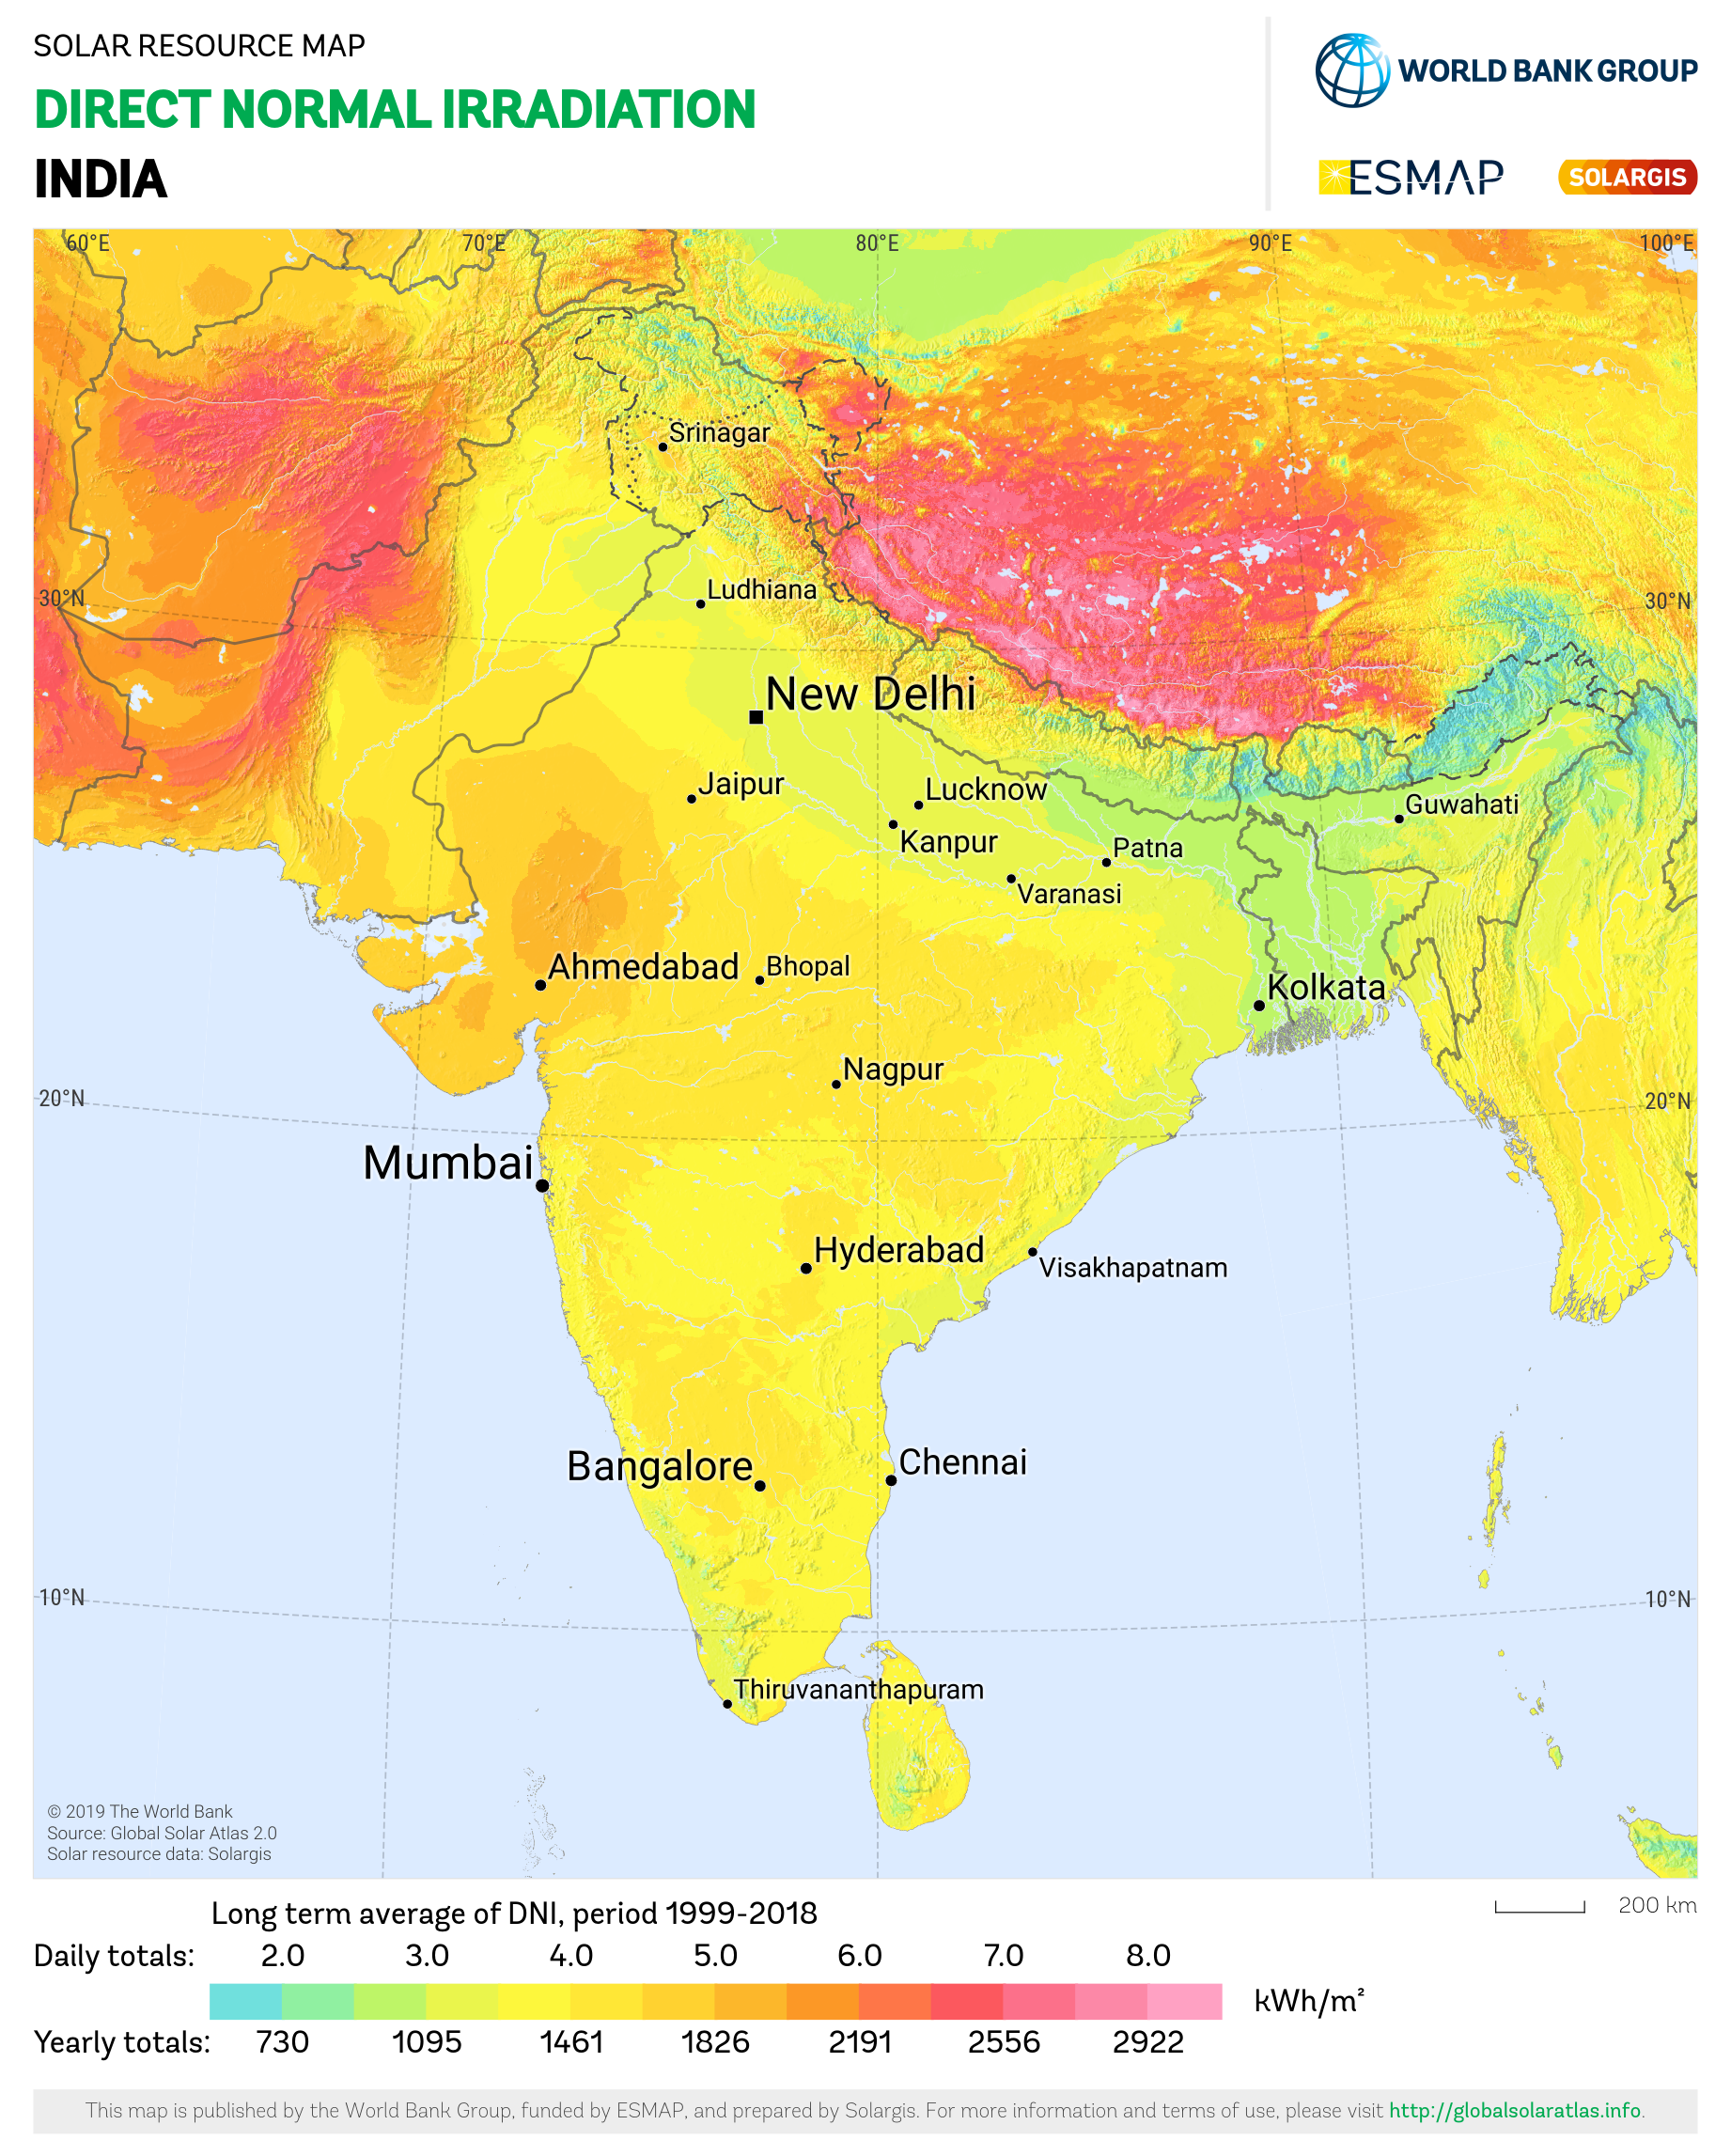 SOLAR RESOURCE MAP
DIRECT NORMAL IRRADIATION
INDIA
WORLD BANK GROUP
ESMAP
SOLARGIS
60°E
70°E
80°E
90°E
100°E
Srinagar
Ludhiana
30°N
30°N
New Delhi
Jaipur
Lucknow
Guwahati
Kanpur
Patna
Varanasi
Ahmedabad
Bhopal
Kolkata
Nagpur
20°N
20°N
Mumbai
Hyderabad
Visakhapatnam
Bangalore
Chennai
10°N
10°N
Thiruvananthapuram
© 2019 The World Bank
Source: Global Solar Atlas 2.0
Solar resource data: Solargis
200 km
Long term average of DNI, period 1999-2018
Daily totals: 2.0 3.0 4.0 5.0 6.0 7.0 8.0
kWh/m²
Yearly totals: 730 1095 1461 1826 2191 2556 2922
This map is published by the World Bank Group, funded by ESMAP, and prepared by Solargis. For more information and terms of use, please visit http://globalsolaratlas.info.